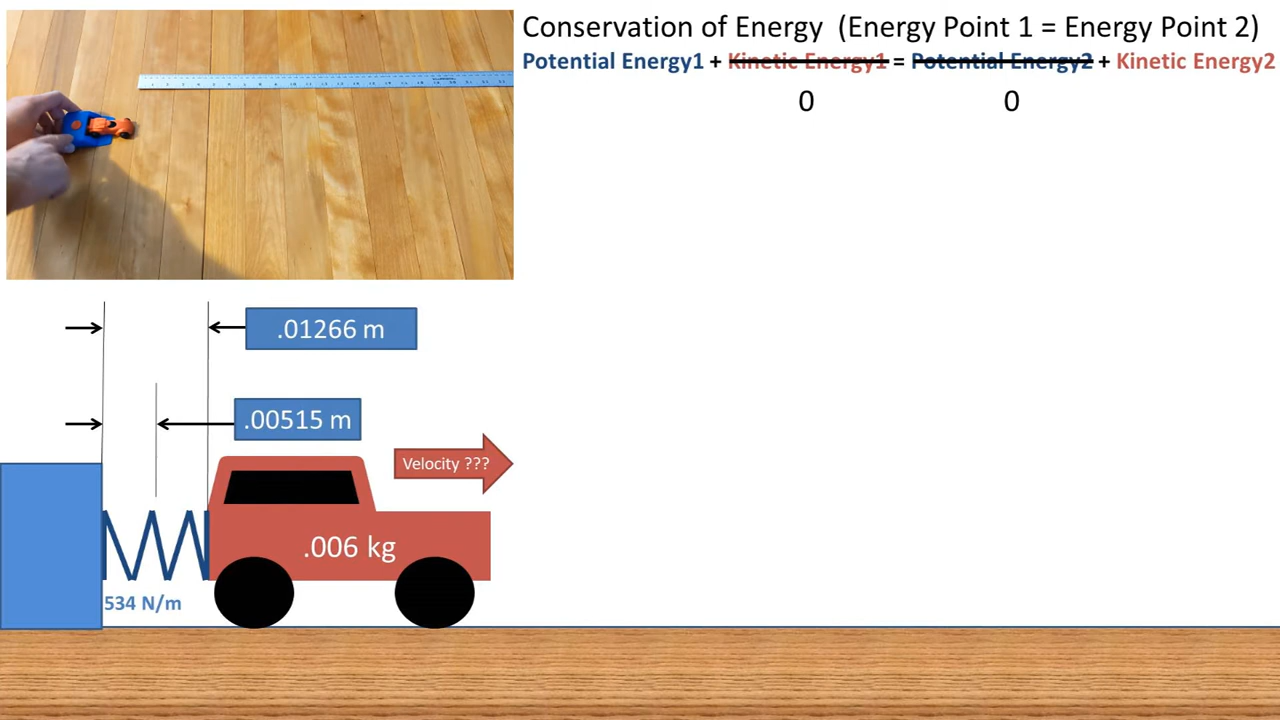 Conservation of Energy (Energy Point 1 = Energy Point 2)
Potential Energy1 + Kinetic Energy1 = Potential Energy2 + Kinetic Energy2
0 0
.01266 m
.00515 m
Velocity ???
.006 kg
534 N/m